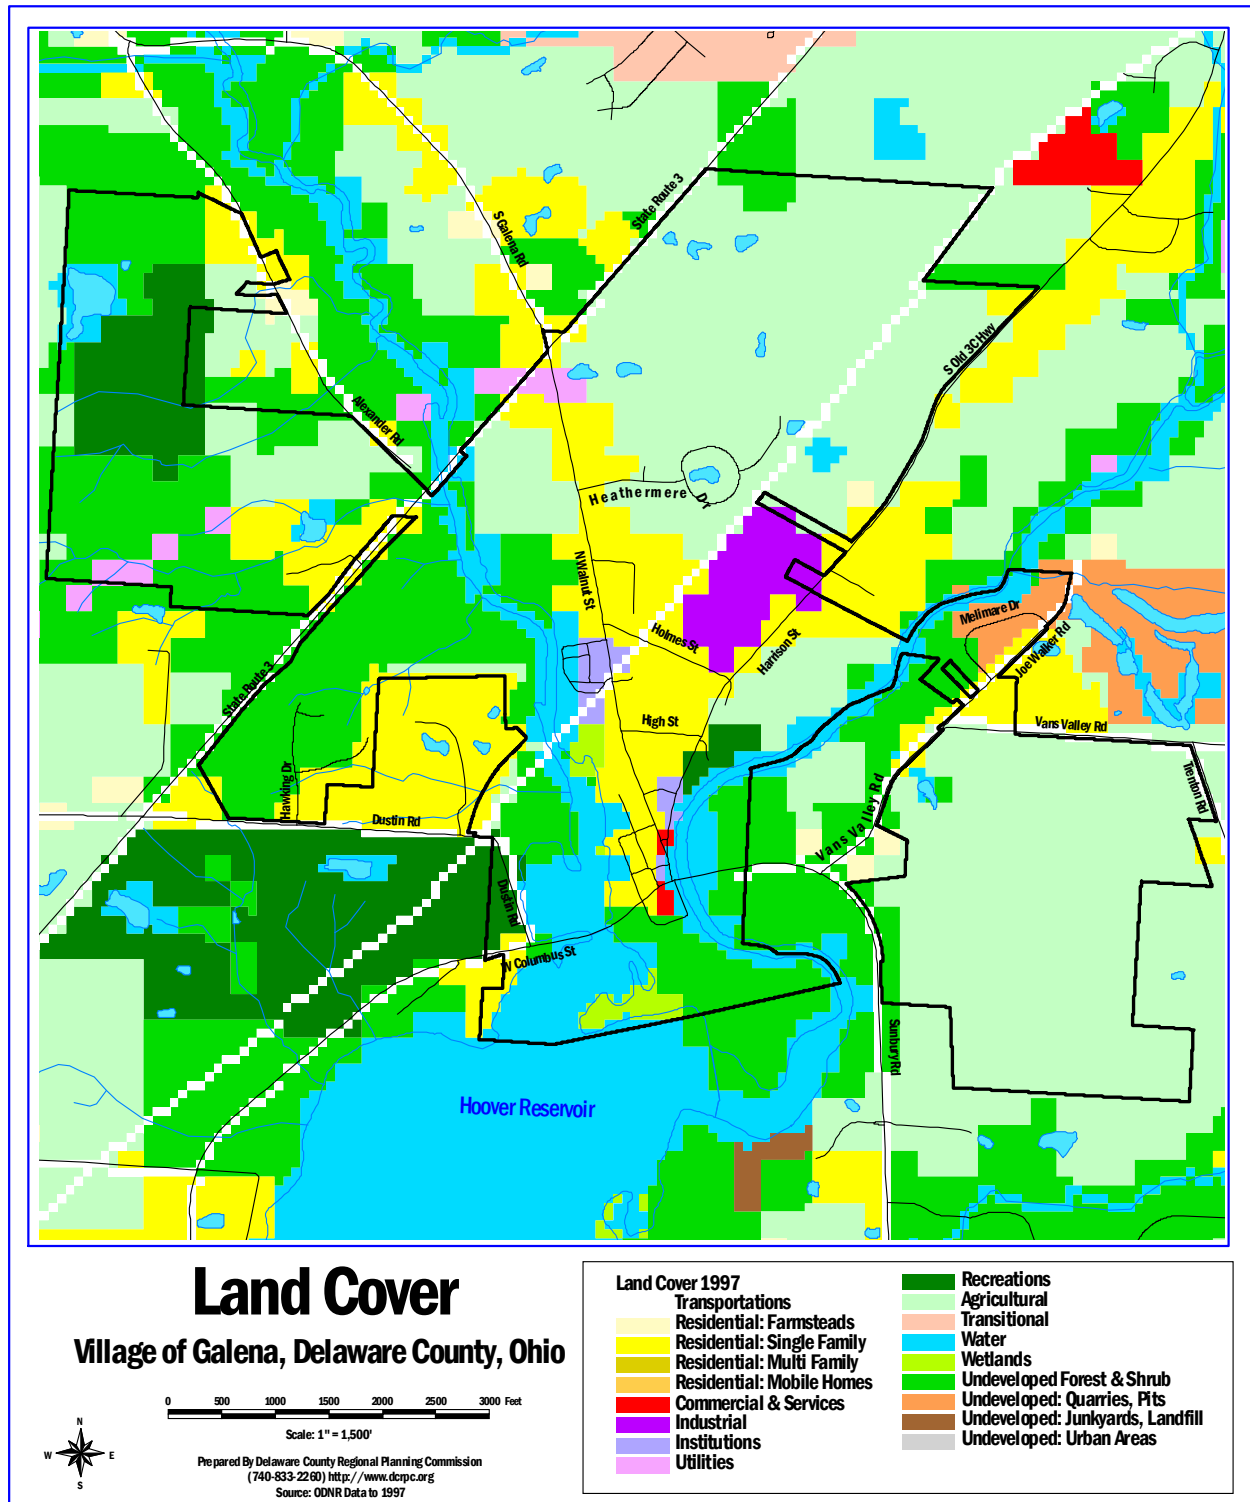 State Route 3
S Galena Rd
S Old 3C Hwy
Alexander Rd
Heathermere Dr
N Walnut St
Melimare Dr
Holmes St
Harrison St
Joe Walker Rd
State Route 3
High St
Vans Valley Rd
Hawking Dr
Trenton Rd
Dustin Rd
Vans Valley Rd
Dustin Rd
W Columbus St
Sunbury Rd
Hoover Reservoir
Land Cover
Village of Galena, Delaware County, Ohio
0 500 1000 1500 2000 2500 3000 Feet
Scale: 1" = 1,500'
N
W E
S
Prepared By Delaware County Regional Planning Commission
(740-833-2260) http://www.dcrpc.org
Source: ODNR Data to 1997
Land Cover 1997
Transportations
Residential: Farmsteads
Residential: Single Family
Residential: Multi Family
Residential: Mobile Homes
Commercial & Services
Industrial
Institutions
Utilities
Recreations
Agricultural
Transitional
Water
Wetlands
Undeveloped Forest & Shrub
Undeveloped: Quarries, Pits
Undeveloped: Junkyards, Landfill
Undeveloped: Urban Areas